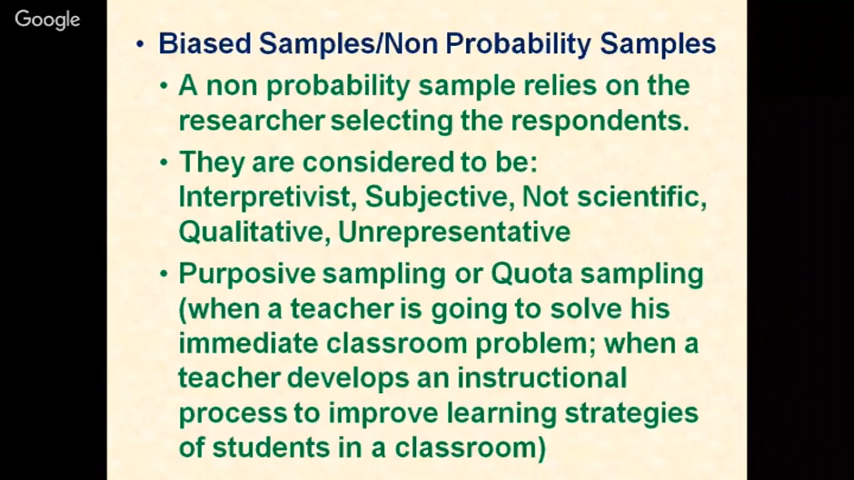 Google
• Biased Samples/Non Probability Samples
• A non probability sample relies on the
researcher selecting the respondents.
• They are considered to be:
Interpretivist, Subjective, Not scientific,
Qualitative, Unrepresentative
• Purposive sampling or Quota sampling
(when a teacher is going to solve his
immediate classroom problem; when a
teacher develops an instructional
process to improve learning strategies
of students in a classroom)